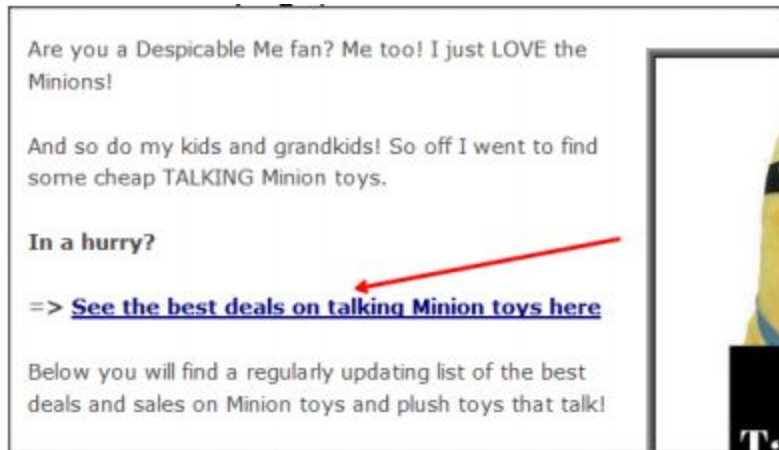 Are you a Despicable Me fan? Me too! I just LOVE the
Minions!
And so do my kids and grandkids! So off I went to find
some cheap TALKING Minion toys.
In a hurry?
=> See the best deals on talking Minion toys here
Below you will find a regularly updating list of the best
deals and sales on Minion toys and plush toys that talk!